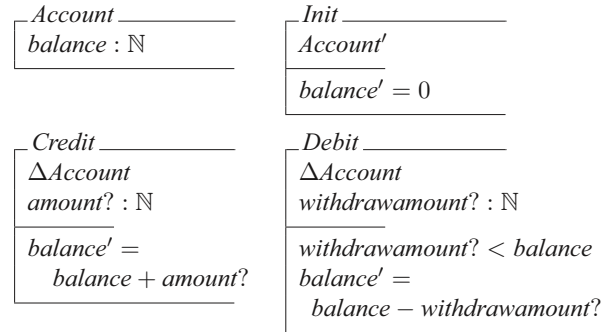 Account
balance : ℕ
Init
Account′
balance′ = 0
Credit
ΔAccount
amount? : ℕ
balance′ =
balance + amount?
Debit
ΔAccount
withdrawamount? : ℕ
withdrawamount? < balance
balance′ =
balance − withdrawamount?